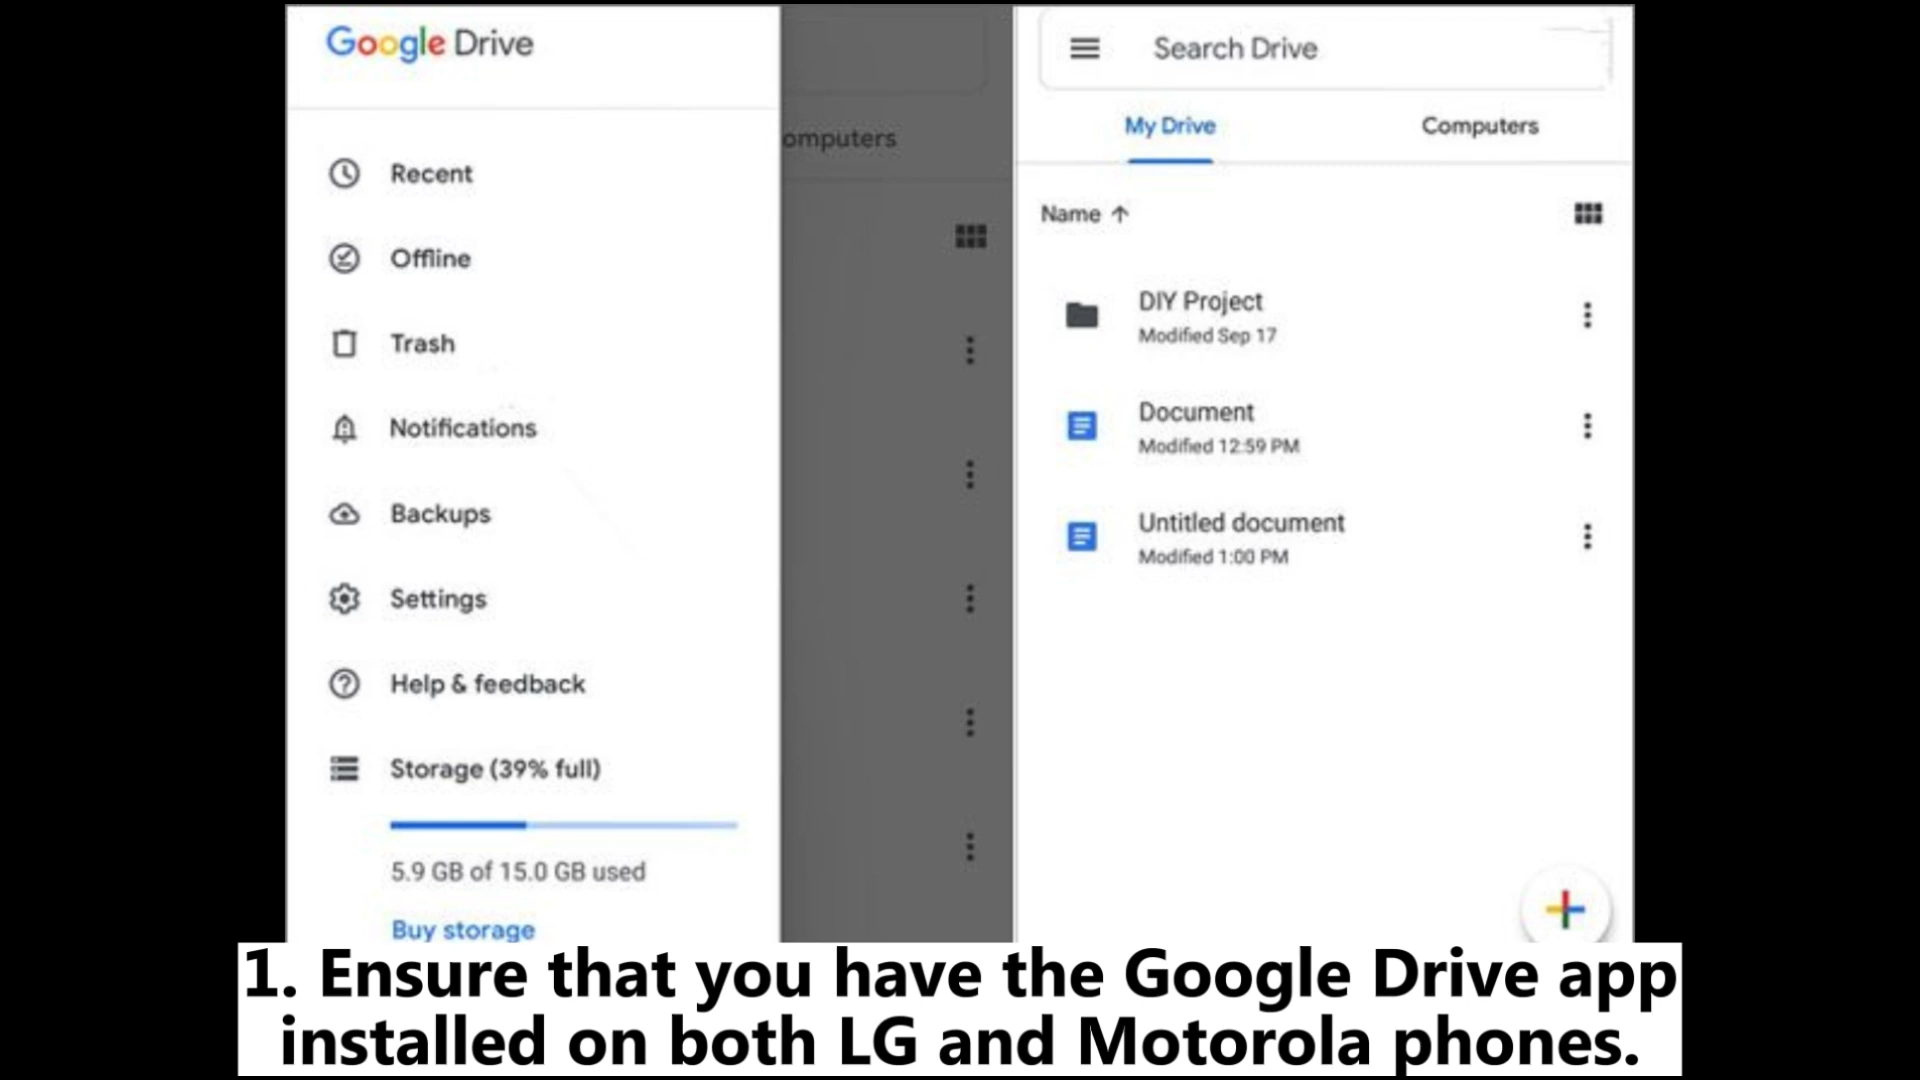 Google Drive
Recent
Offline
Trash
Notifications
Backups
Settings
Help & feedback
Storage (39% full)
5.9 GB of 15.0 GB used
Buy storage
omputers
Search Drive
My Drive
Computers
Name ↑
DIY Project
Modified Sep 17
Document
Modified 12:59 PM
Untitled document
Modified 1:00 PM
1. Ensure that you have the Google Drive app
installed on both LG and Motorola phones.